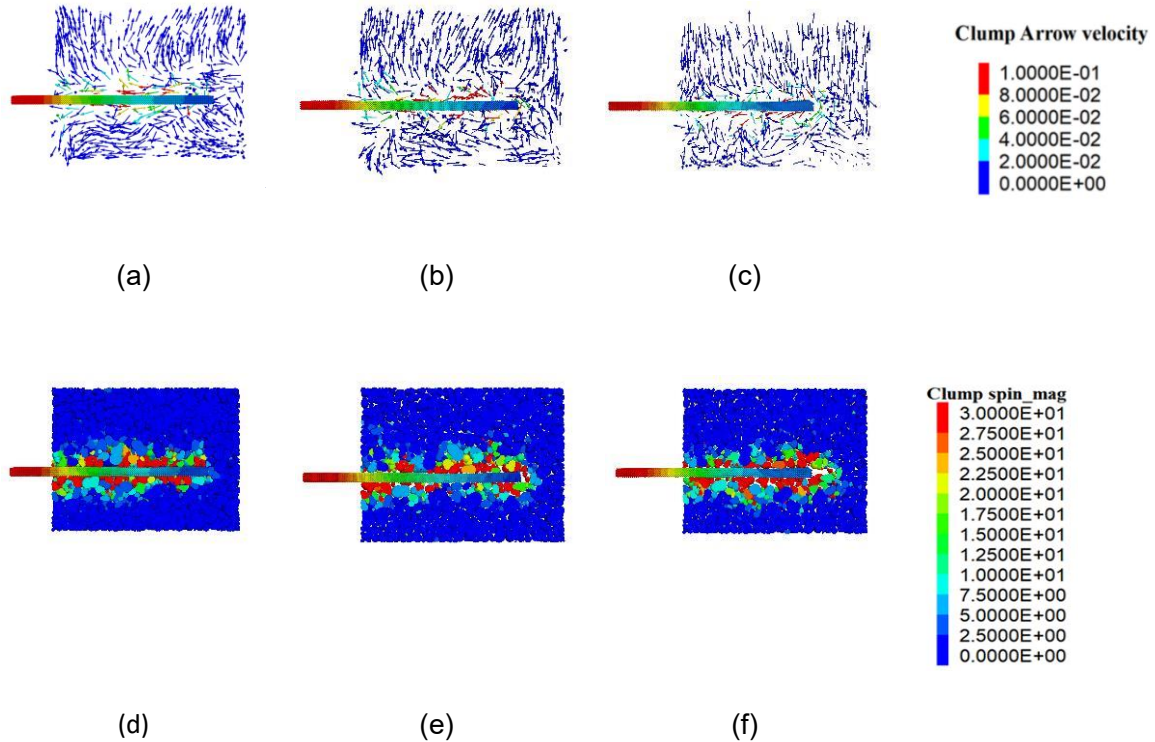 Clump Arrow velocity
1.0000E-01
8.0000E-02
6.0000E-02
4.0000E-02
2.0000E-02
0.0000E+00
(a)
(b)
(c)
Clump spin_mag
3.0000E+01
2.7500E+01
2.5000E+01
2.2500E+01
2.0000E+01
1.7500E+01
1.5000E+01
1.2500E+01
1.0000E+01
7.5000E+00
5.0000E+00
2.5000E+00
0.0000E+00
(d)
(e)
(f)